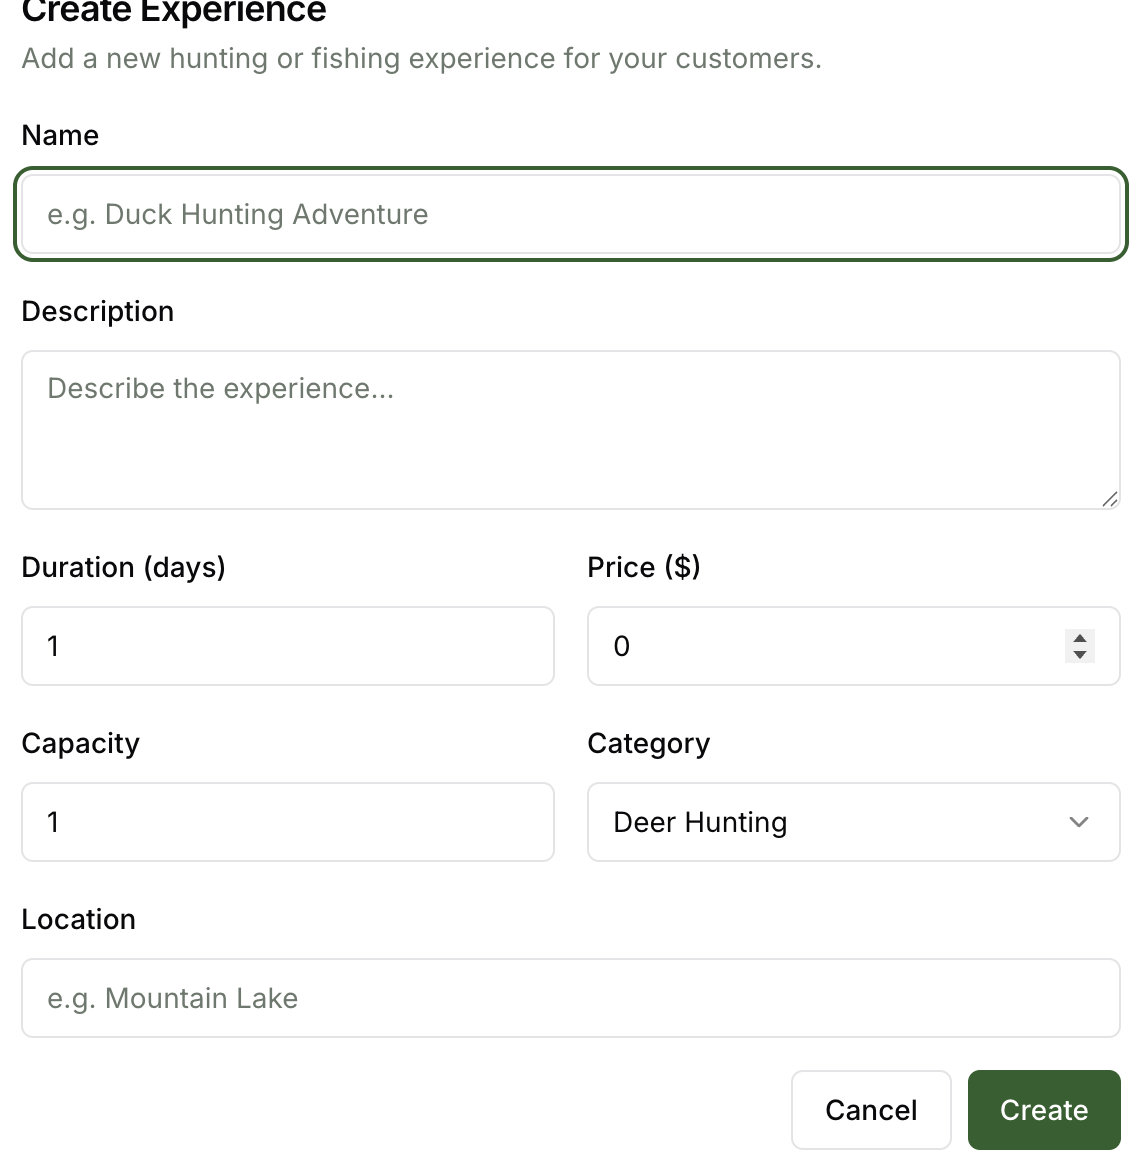 Create Experience
Add a new hunting or fishing experience for your customers.
Name
e.g. Duck Hunting Adventure
Description
Describe the experience...
Duration (days)
Price ($)
1
0
Capacity
Category
1
Deer Hunting
Location
e.g. Mountain Lake
Cancel
Create